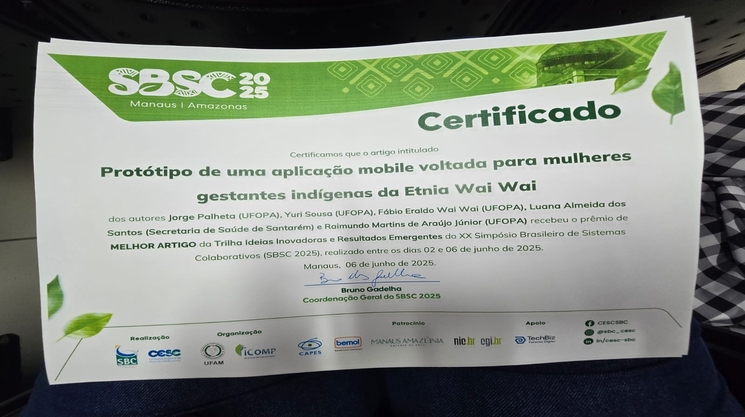 SBSC 2025
Manaus | Amazonas
Certificado
Certificamos que o artigo intitulado
Protótipo de uma aplicação mobile voltada para mulheres
gestantes indígenas da Etnia Wai Wai
dos autores Jorge Palheta (UFOPA), Yuri Sousa (UFOPA), Fábio Eraldo Wai Wai (UFOPA), Luana Almeida dos
Santos (Secretaria de Saúde de Santarém) e Raimundo Martins de Araújo Júnior (UFOPA) recebeu o prêmio de
MELHOR ARTIGO da Trilha Ideias Inovadoras e Resultados Emergentes do XX Simpósio Brasileiro de Sistemas
Colaborativos (SBSC 2025), realizado entre os dias 02 e 06 de junho de 2025.
Manaus, 06 de junho de 2025.
Bruno Gadelha
Coordenação Geral do SBSC 2025
Realização
Organização
Patrocínio
Apoio
SBC
CESC
UFAM
ICOMP
CAPES
bemol
MANAUS AMAZÔNIA
nic.br cgi.br
TechBiz
CESCSBC
@sbc_cesc
in/cesc-sbc